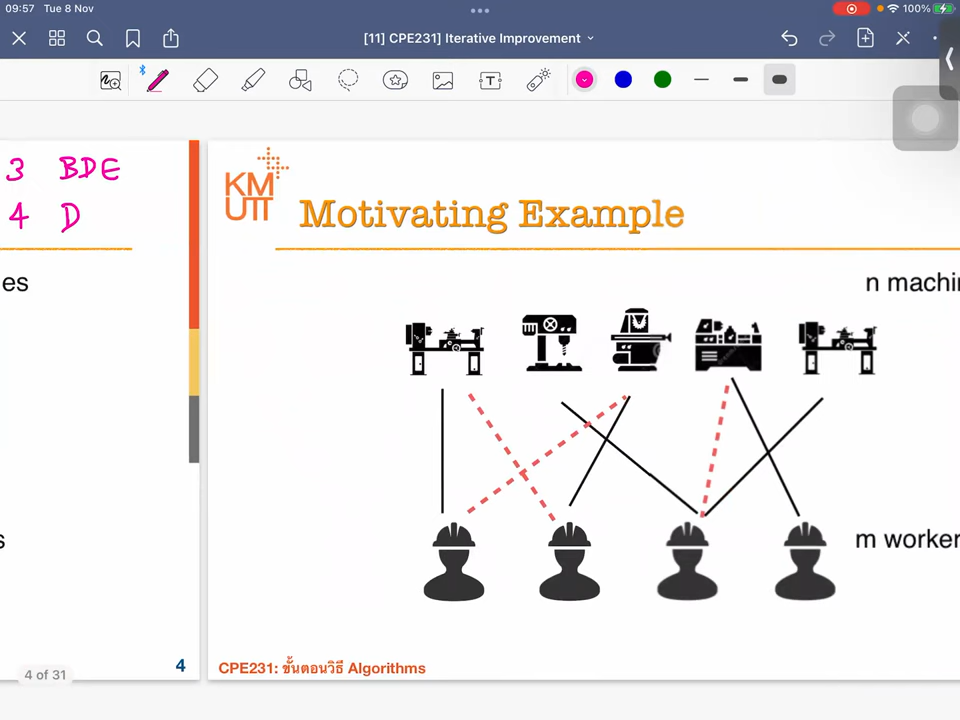 09:57 Tue 8 Nov
100%
[11] CPE231] Iterative Improvement
T
3 BDE
4 D
KM
UTT
Motivating Example
es
n machin
s
m worker
4 of 31
4
CPE231: ขั้นตอนวิธี Algorithms